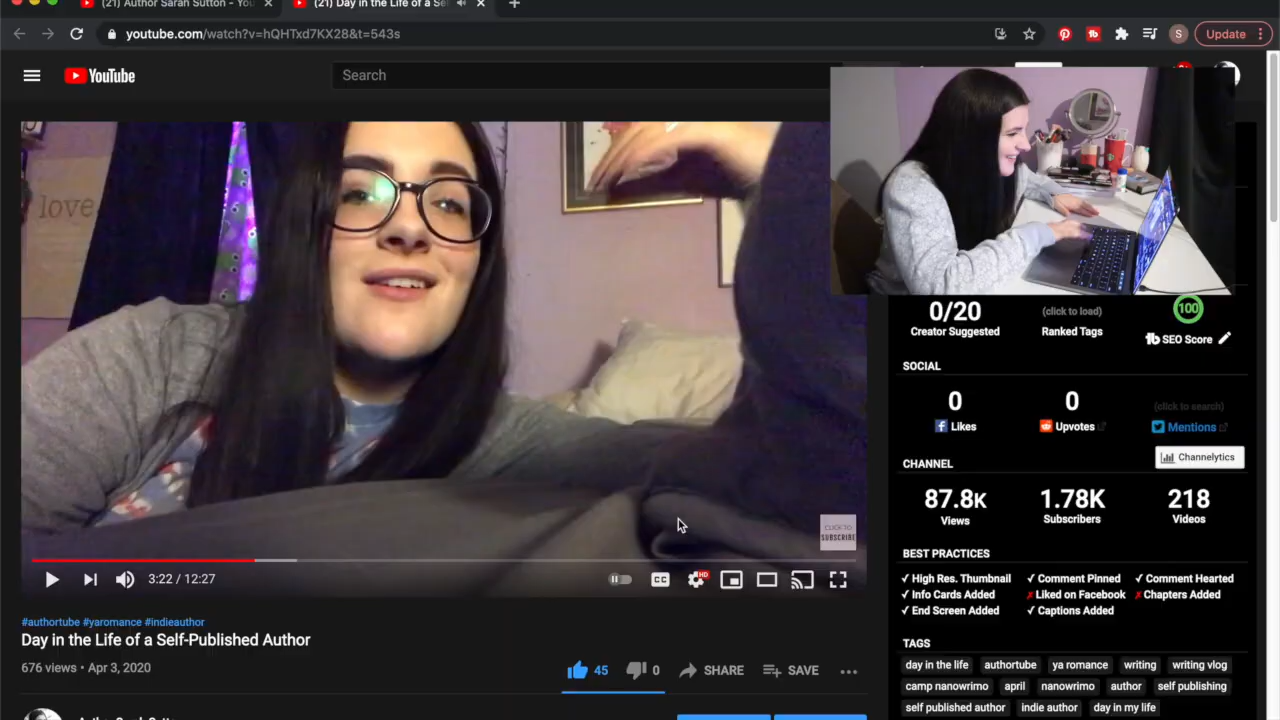 (21) Author Sarah Sutton - You
(21) Day in the Life of a Se
youtube.com/watch?v=hQHTxd7KX28&t=543s
S
Update
YouTube
Search
love
CLICK TO
SUBSCRIBE
3:22 / 12:27
CC
HD
#authortube #yaromance #indieauthor
Day in the Life of a Self-Published Author
676 views • Apr 3, 2020
45
0
SHARE
SAVE
0/20
Creator Suggested
(click to load)
Ranked Tags
100
tb SEO Score
SOCIAL
0
Likes
0
Upvotes
(click to search)
Mentions
Channelytics
CHANNEL
87.8K
Views
1.78K
Subscribers
218
Videos
BEST PRACTICES
✓ High Res. Thumbnail
✓ Comment Pinned
✓ Comment Hearted
✓ Info Cards Added
✗ Liked on Facebook
✗ Chapters Added
✓ End Screen Added
✓ Captions Added
TAGS
day in the life
authortube
ya romance
writing
writing vlog
camp nanowrimo
april
nanowrimo
author
self publishing
self published author
indie author
day in my life